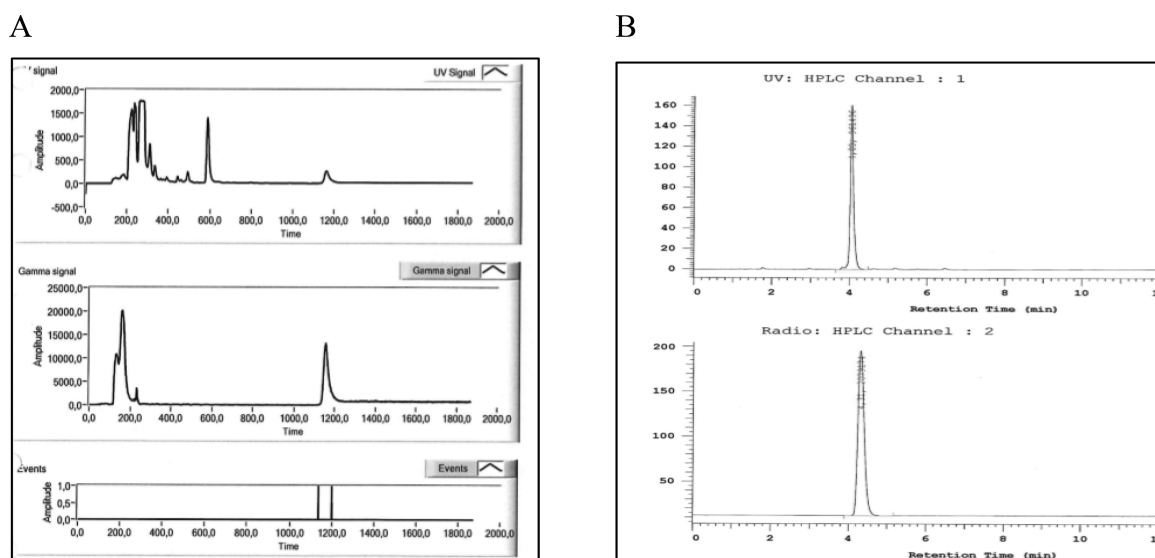 A
B
signal
UV Signal
2000,0
1500,0
1000,0
500,0
0,0
-500,0
Amplitude
0,0 200,0 400,0 600,0 800,0 1000,0 1200,0 1400,0 1600,0 1800,0 2000,0
Time
Gamma signal
Gamma signal
25000,0
20000,0
15000,0
10000,0
5000,0
0,0
Amplitude
0,0 200,0 400,0 600,0 800,0 1000,0 1200,0 1400,0 1600,0 1800,0 2000,0
Time
Events
Events
1,0
0,5
0,0
Amplitude
0,0 200,0 400,0 600,0 800,0 1000,0 1200,0 1400,0 1600,0 1800,0 2000,0
Time
UV: HPLC Channel : 1
160
140
120
100
80
60
40
20
0
0 2 4 6 8 10
Retention Time (min)
Radio: HPLC Channel : 2
200
150
100
50
0 2 4 6 8 10
Retention Time (min)